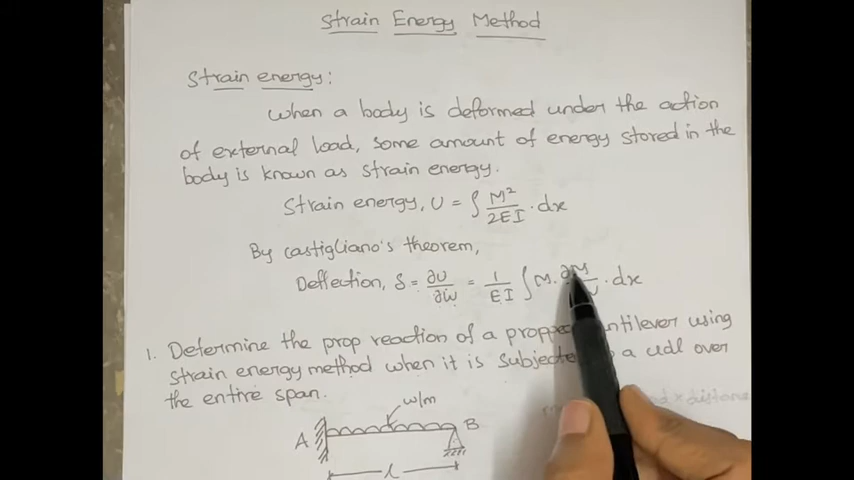 Strain Energy Method
Strain energy:
When a body is deformed under the action
of external load, some amount of energy stored in the
body is known as strain energy.
Strain energy, U = ∫ M²/2EI · dx
By Castigliano's theorem,
Deflection, δ = ∂U/∂W = 1/EI ∫ M · ∂M · dx
1. Determine the prop reaction of a propped cantilever using
strain energy method when it is subjected to a udl over
the entire span.
w/m
A B
l